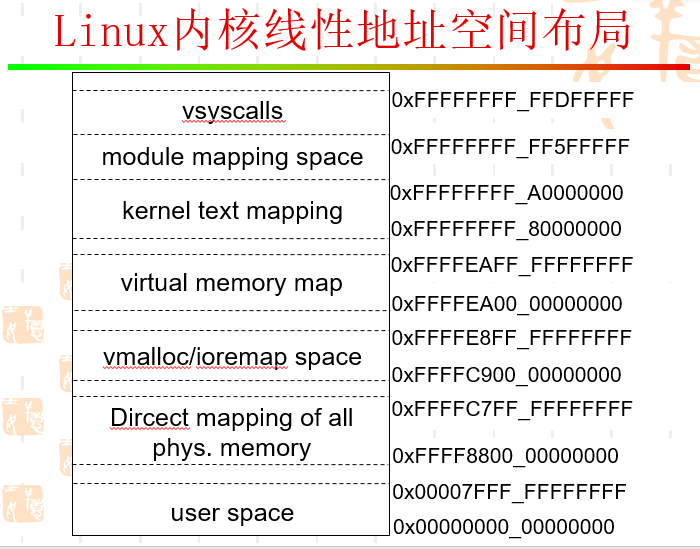 Linux内核线性地址空间布局
vsyscalls
0xFFFFFFFF_FFDFFFFF
module mapping space
0xFFFFFFFF_FF5FFFFF
kernel text mapping
0xFFFFFFFF_A0000000
0xFFFFFFFF_80000000
virtual memory map
0xFFFFEAFF_FFFFFFFF
0xFFFFEA00_00000000
vmalloc/ioremap space
0xFFFFE8FF_FFFFFFFF
0xFFFFC900_00000000
Dircect mapping of all
phys. memory
0xFFFFC7FF_FFFFFFFF
0xFFFF8800_00000000
user space
0x00007FFF_FFFFFFFF
0x00000000_00000000